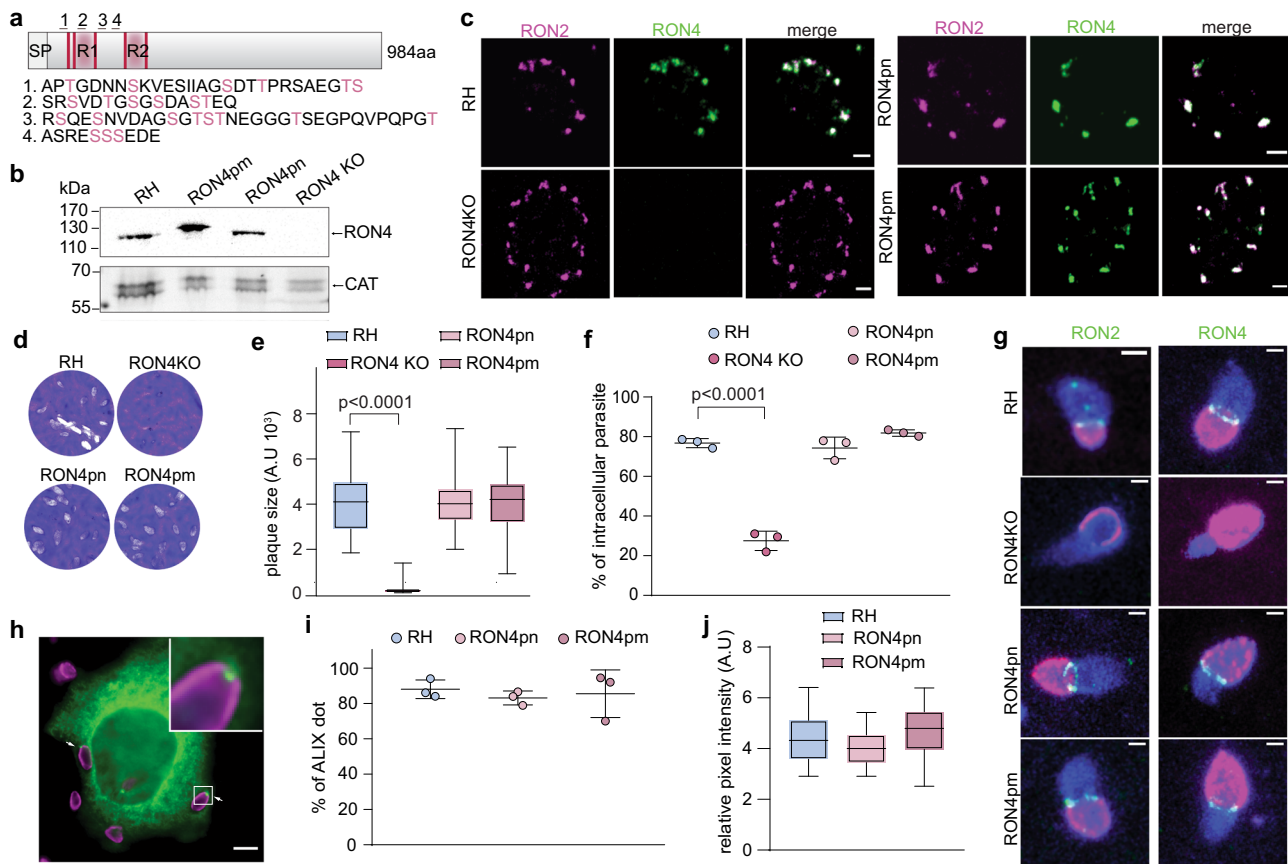 a
1 2 3 4
SP R1 R2 984aa
1. APTGDNNSKVESIIAGSDTTPRSAEGTS
2. SRSVDTGSGSDASTEQ
3. RSQESNVDAGSGTSTNEGGGTSEGPQVPQPGT
4. ASRESSSEDE
b
kDa RH RON4pm RON4pn RON4 KO
170
130
110
←RON4
70
55
←CAT
c
RON2 RON4 merge
RH
RON4KO
RON2 RON4 merge
RON4pn
RON4pm
d
RH RON4KO
RON4pn RON4pm
e
RH RON4pn
RON4 KO RON4pm
p<0.0001
plaque size (A.U 10³)
8
6
4
2
0
f
RH RON4pn
RON4 KO RON4pm
p<0.0001
% of intracellular parasite
100
80
60
40
20
0
g
RON2 RON4
RH
RON4KO
RON4pn
RON4pm
h
i
RH RON4pn RON4pm
% of ALIX dot
100
80
60
40
20
0
j
RH
RON4pn
RON4pm
relative pixel intensity (A.U)
8
6
4
2
0